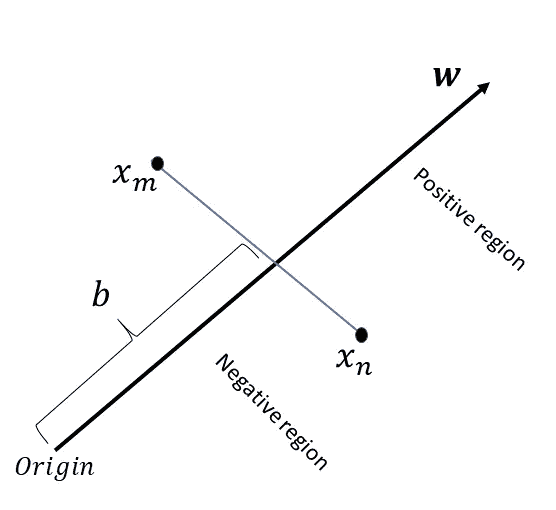 w
Positive region
x_m
b
x_n
Negative region
Origin